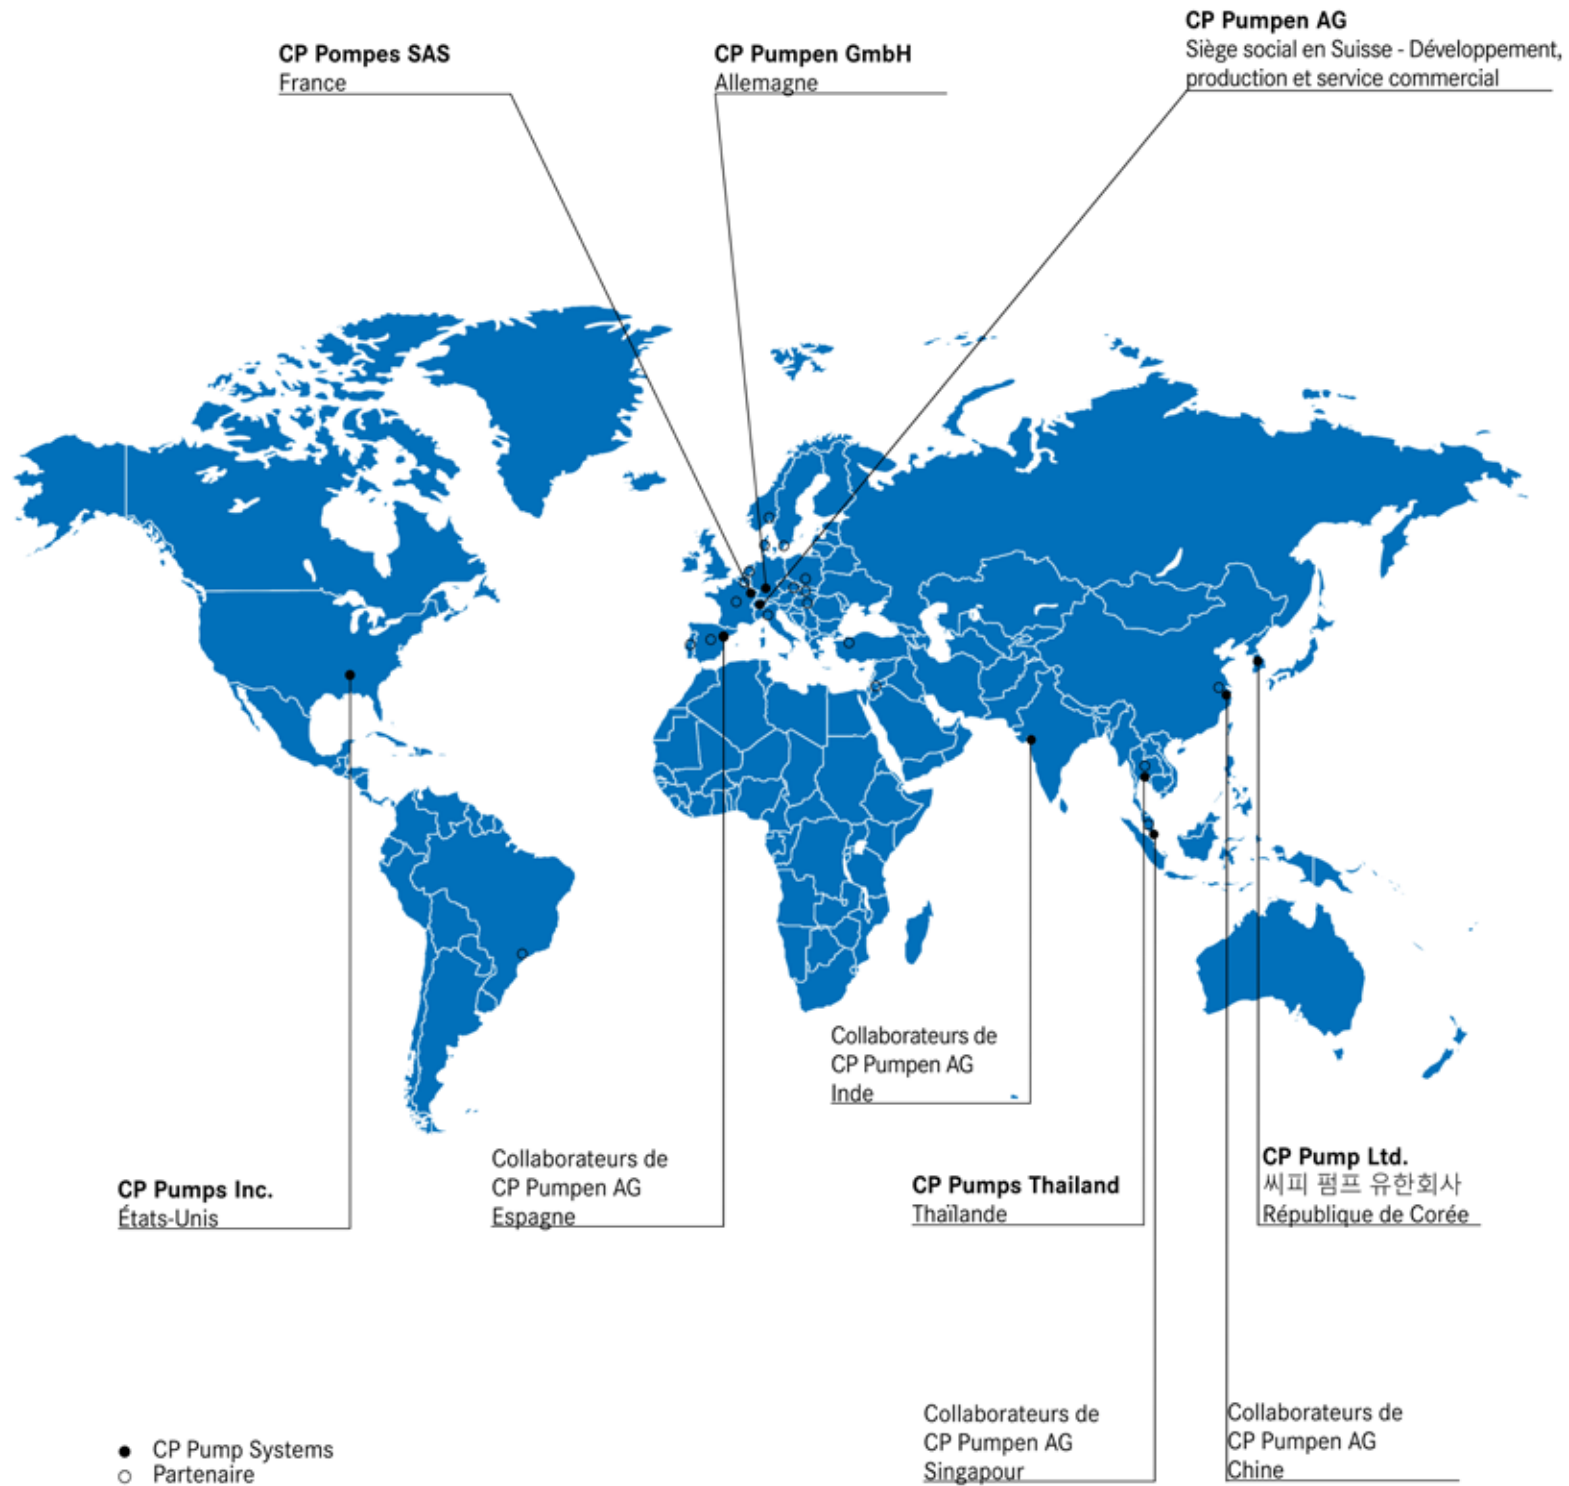 CP Pumpen AG
Siège social en Suisse - Développement,
production et service commercial
CP Pompes SAS
France
CP Pumpen GmbH
Allemagne
Collaborateurs de
CP Pumpen AG
Inde
CP Pumps Inc.
États-Unis
Collaborateurs de
CP Pumpen AG
Espagne
CP Pumps Thailand
Thaïlande
CP Pump Ltd.
씨피 펌프 유한회사
République de Corée
Collaborateurs de
CP Pumpen AG
Singapour
Collaborateurs de
CP Pumpen AG
Chine
CP Pump Systems
Partenaire